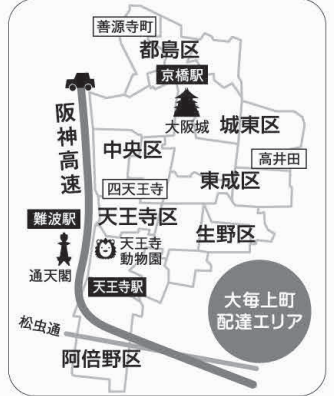 善源寺町
都島区
京橋駅
阪神高速
大阪城
城東区
中央区
高井田
東成区
四天王寺
天王寺区
難波駅
生野区
天王寺
動物園
通天閣
天王寺駅
大毎上町
配達エリア
松虫通
阿倍野区